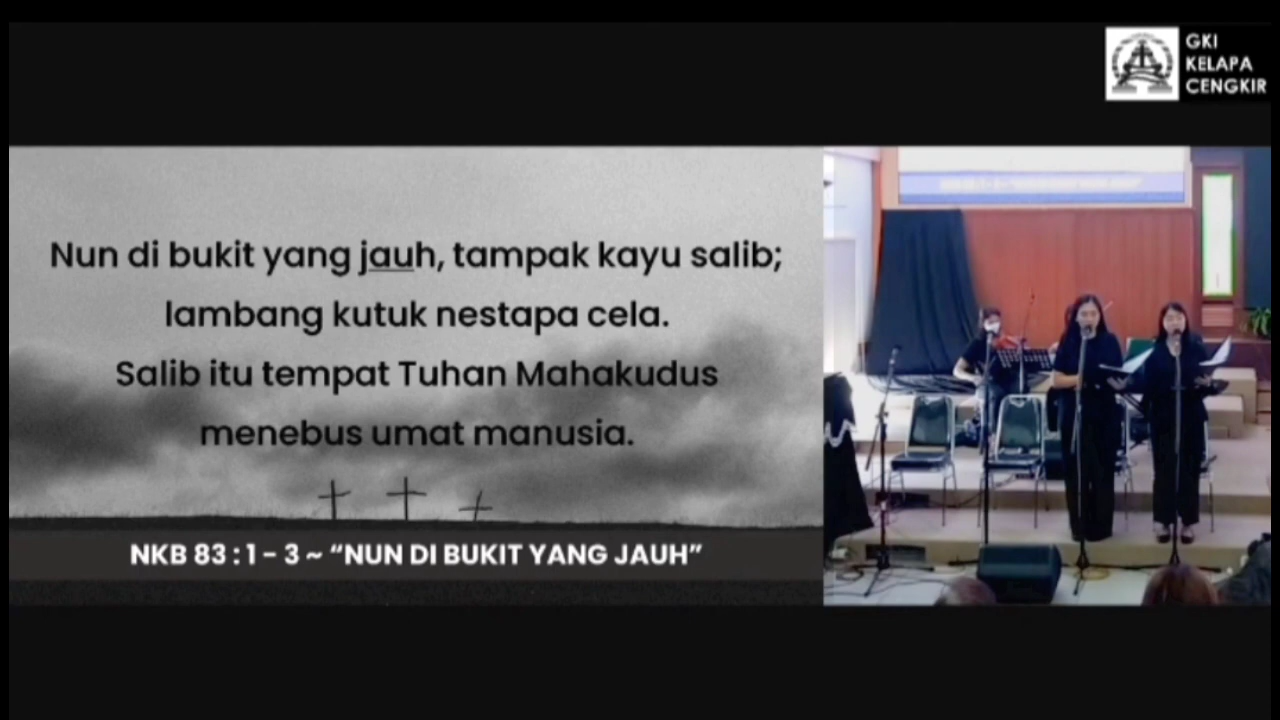 GKI
KELAPA
CENGKIR
Nun di bukit yang jauh, tampak kayu salib;
lambang kutuk nestapa cela.
Salib itu tempat Tuhan Mahakudus
menebus umat manusia.
NKB 83 : 1 - 3 ~ “NUN DI BUKIT YANG JAUH”